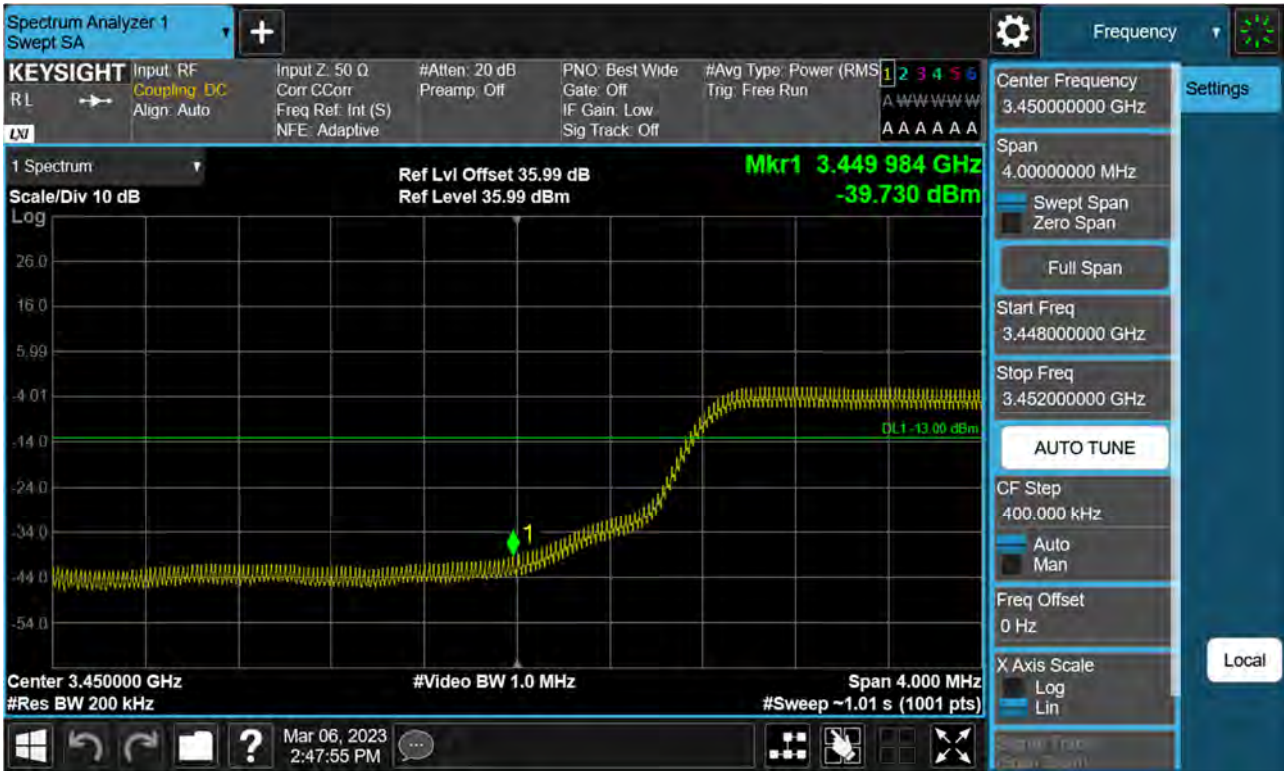 Spectrum Analyzer 1
Swept SA
+
Frequency
KEYSIGHT
RL
LXI
Input: RF
Coupling: DC
Align: Auto
Input Z: 50 Ω
Corr CCorr
Freq Ref: Int (S)
NFE: Adaptive
#Atten: 20 dB
Preamp: Off
PNO: Best Wide
Gate: Off
IF Gain: Low
Sig Track: Off
#Avg Type: Power (RMS
Trig: Free Run
1 2 3 4 5 6
A W W W W W
A A A A A A
1 Spectrum
Scale/Div 10 dB
Log
Ref Lvl Offset 35.99 dB
Ref Level 35.99 dBm
Mkr1 3.449 984 GHz
-39.730 dBm
26.0
16.0
5.99
-4.01
-14.0
-24.0
-34.0
-44.0
-54.0
DL1 -13.00 dBm
1
Center 3.450000 GHz
#Res BW 200 kHz
#Video BW 1.0 MHz
Span 4.000 MHz
#Sweep ~1.01 s (1001 pts)
Center Frequency
3.450000000 GHz
Settings
Span
4.00000000 MHz
Swept Span
Zero Span
Full Span
Start Freq
3.448000000 GHz
Stop Freq
3.452000000 GHz
AUTO TUNE
CF Step
400.000 kHz
Auto
Man
Freq Offset
0 Hz
X Axis Scale
Log
Lin
Local
?
Mar 06, 2023
2:47:55 PM